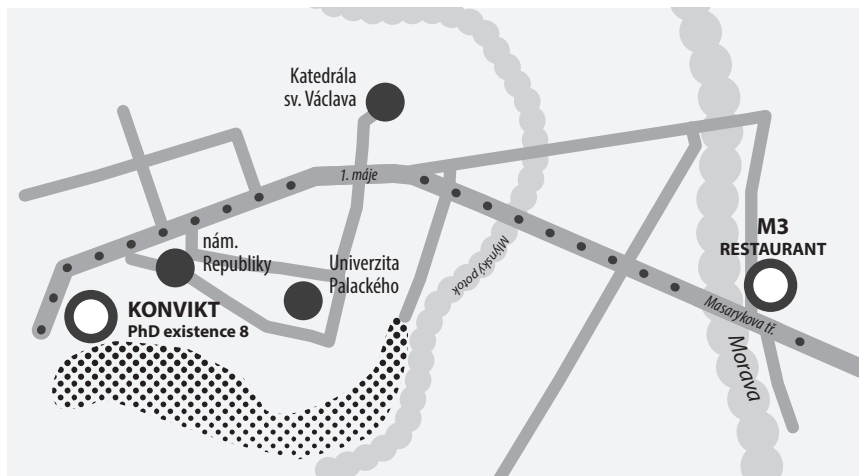 Katedrála
sv. Václava
1. máje
nám.
Republiky
Univerzita
Palackého
Mlýnský potok
M3
RESTAURANT
KONVIKT
PhD existence 8
Masarykova tř.
Morava